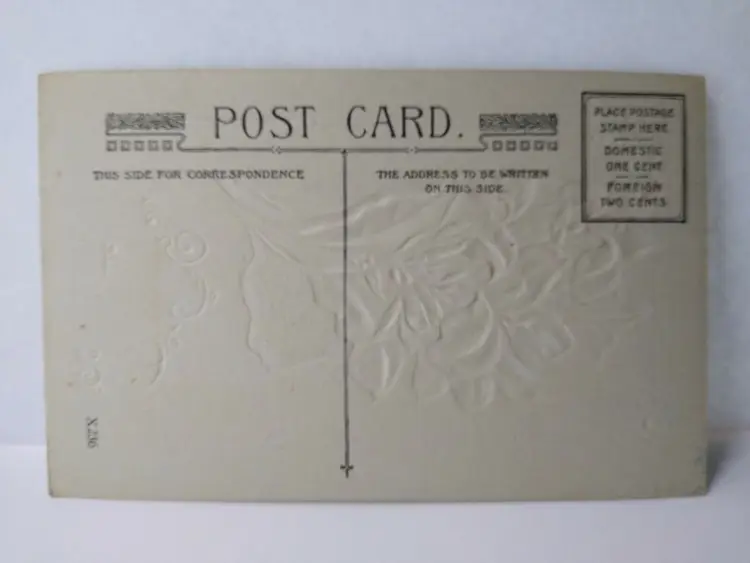 POST CARD.
THIS SIDE FOR CORRESPONDENCE
THE ADDRESS TO BE WRITTEN
ON THIS SIDE.
PLACE POSTAGE
STAMP HERE
DOMESTIC
ONE CENT
FOREIGN
TWO CENTS
X 236